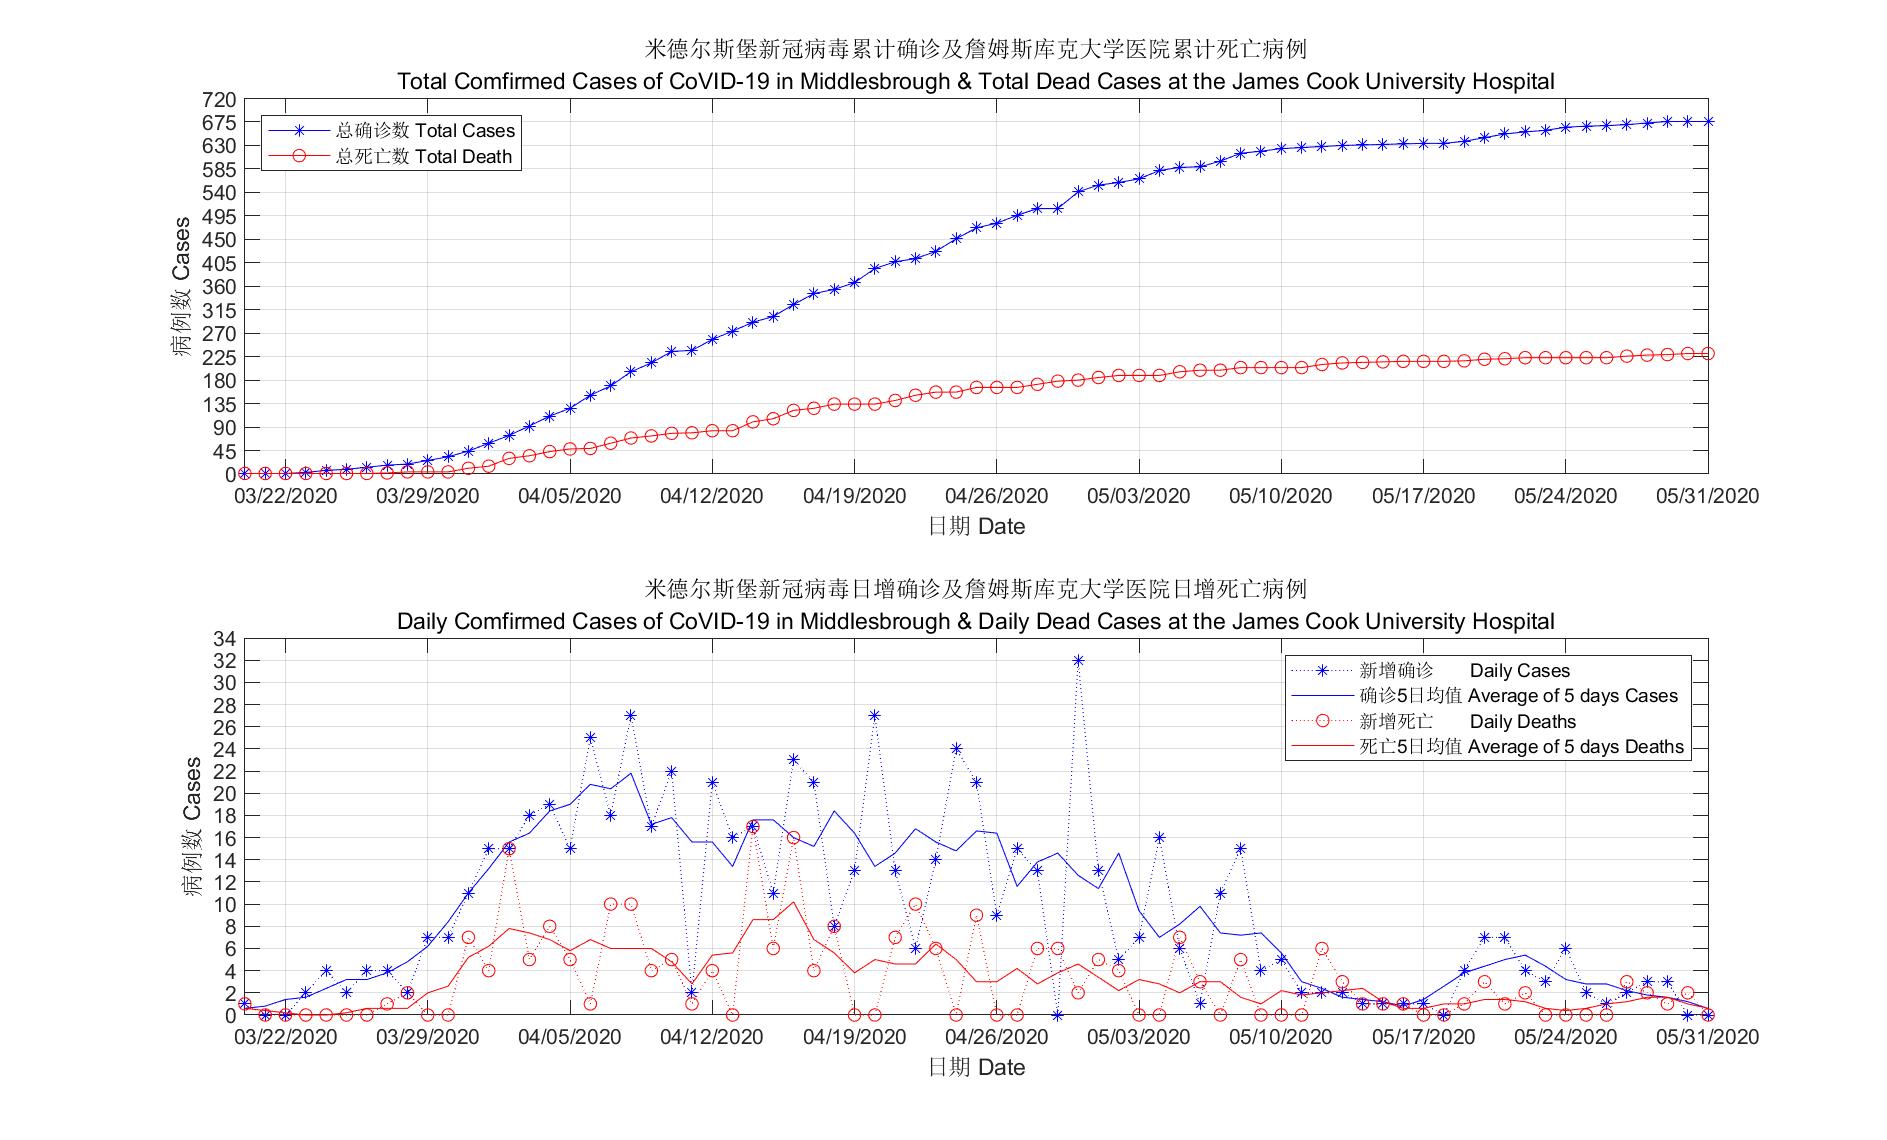 米德尔斯堡新冠病毒累计确诊及詹姆斯库克大学医院累计死亡病例
Total Comfirmed Cases of CoVID-19 in Middlesbrough & Total Dead Cases at the James Cook University Hospital
720
675
630
585
540
495
450
405
360
315
270
225
180
135
90
45
0
病例数 Cases
总确诊数 Total Cases
总死亡数 Total Death
03/22/2020 03/29/2020 04/05/2020 04/12/2020 04/19/2020 04/26/2020 05/03/2020 05/10/2020 05/17/2020 05/24/2020 05/31/2020
日期 Date
米德尔斯堡新冠病毒日增确诊及詹姆斯库克大学医院日增死亡病例
Daily Comfirmed Cases of CoVID-19 in Middlesbrough & Daily Dead Cases at the James Cook University Hospital
34
32
30
28
26
24
22
20
18
16
14
12
10
8
6
4
2
0
病例数 Cases
新增确诊 Daily Cases
确诊5日均值 Average of 5 days Cases
新增死亡 Daily Deaths
死亡5日均值 Average of 5 days Deaths
03/22/2020 03/29/2020 04/05/2020 04/12/2020 04/19/2020 04/26/2020 05/03/2020 05/10/2020 05/17/2020 05/24/2020 05/31/2020
日期 Date